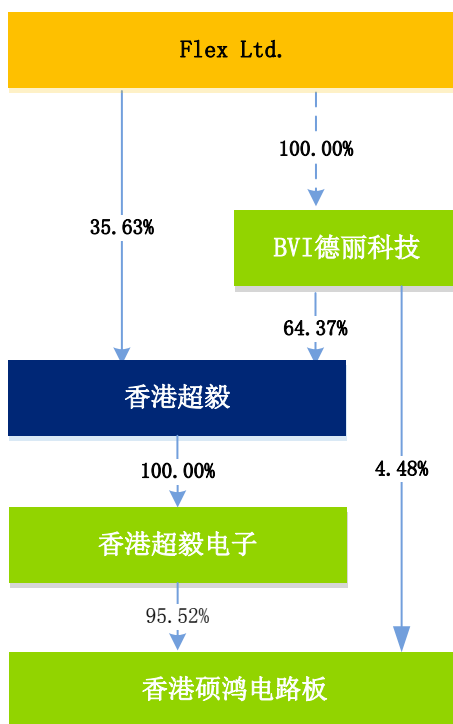 Flex Ltd.
100.00%
35.63%
BVI德丽科技
64.37%
香港超毅
100.00%
4.48%
香港超毅电子
95.52%
香港硕鸿电路板